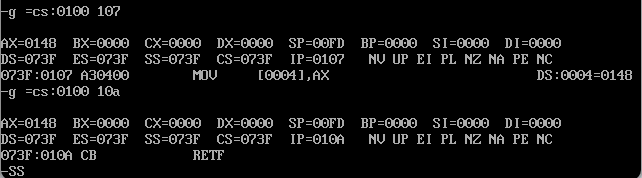 -g =cs:0100 107
AX=0148 BX=0000 CX=0000 DX=0000 SP=00FD BP=0000 SI=0000 DI=0000
DS=073F ES=073F SS=073F CS=073F IP=0107 NV UP EI PL NZ NA PE NC
073F:0107 A30400 MOV [0004],AX DS:0004=0148
-g =cs:0100 10a
AX=0148 BX=0000 CX=0000 DX=0000 SP=00FD BP=0000 SI=0000 DI=0000
DS=073F ES=073F SS=073F CS=073F IP=010A NV UP EI PL NZ NA PE NC
073F:010A CB RETF
-SS